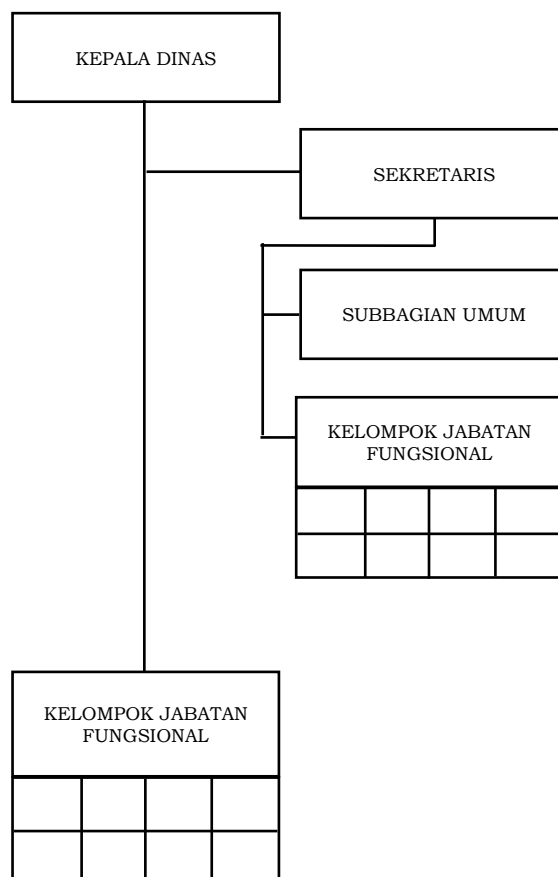 KEPALA DINAS
SEKRETARIS
SUBBAGIAN UMUM
KELOMPOK JABATAN
FUNGSIONAL
KELOMPOK JABATAN
FUNGSIONAL